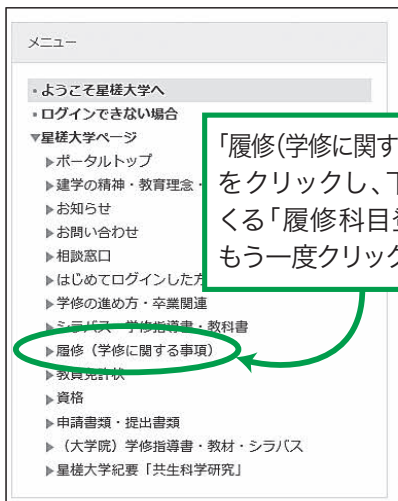 メニュー
ようこそ星槎大学へ
ログインできない場合
▼星槎大学ページ
▶ポータルトップ
▶建学の精神・教育理念・
▶お知らせ
▶お問い合わせ
▶相談窓口
▶はじめてログインした方
▶学修の進め方・卒業関連
▶シラバス・学修指導書・教科書
▶履修（学修に関する事項）
▶教員免許状
▶資格
▶申請書類・提出書類
▶（大学院）学修指導書・教材・シラバス
▶星槎大学紀要「共生科学研究」
「履修(学修に関す
をクリックし、下
くる「履修科目登
もう一度クリック